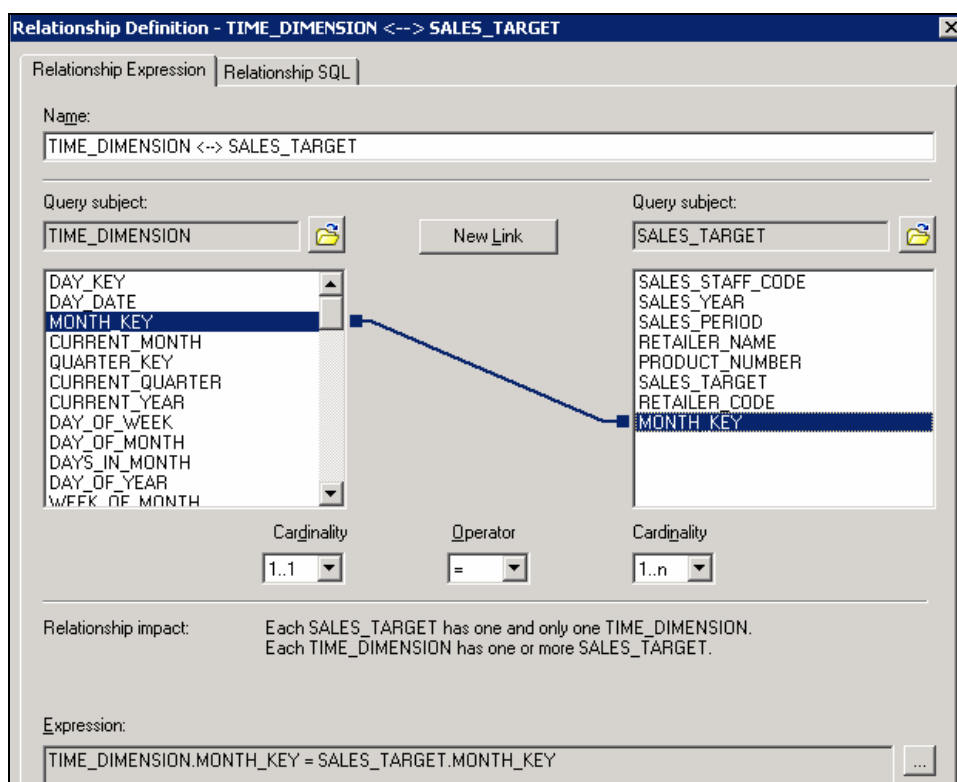 Relationship Definition - TIME_DIMENSION <--> SALES_TARGET
Relationship Expression Relationship SQL
Name:
TIME_DIMENSION <--> SALES_TARGET
Query subject: Query subject:
TIME_DIMENSION New Link SALES_TARGET
DAY_KEY
DAY_DATE
MONTH_KEY
CURRENT_MONTH
QUARTER_KEY
CURRENT_QUARTER
CURRENT_YEAR
DAY_OF_WEEK
DAY_OF_MONTH
DAYS_IN_MONTH
DAY_OF_YEAR
WEEK_OF_MONTH
SALES_STAFF_CODE
SALES_YEAR
SALES_PERIOD
RETAILER_NAME
PRODUCT_NUMBER
SALES_TARGET
RETAILER_CODE
MONTH_KEY
Cardinality Operator Cardinality
1..1 = 1..n
Relationship impact: Each SALES_TARGET has one and only one TIME_DIMENSION.
Each TIME_DIMENSION has one or more SALES_TARGET.
Expression:
TIME_DIMENSION.MONTH_KEY = SALES_TARGET.MONTH_KEY ...